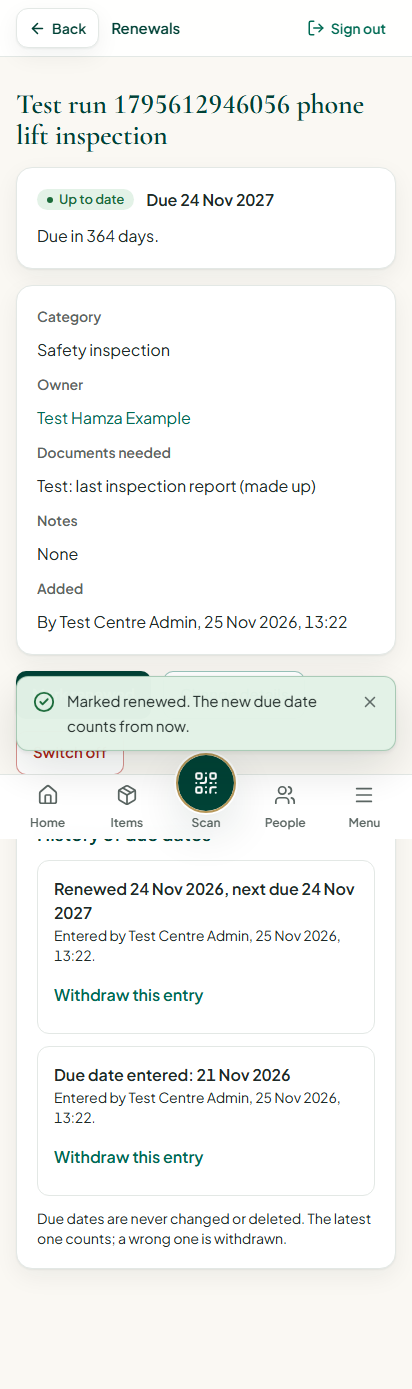 Back
Renewals
Sign out
Test run 1795612946056 phone
lift inspection
Up to date
Due 24 Nov 2027
Due in 364 days.
Category
Safety inspection
Owner
Test Hamza Example
Documents needed
Test: last inspection report (made up)
Notes
None
Added
By Test Centre Admin, 25 Nov 2026, 13:22
Marked renewed. The new due date
counts from now.
Switch off
Home
Items
Scan
People
Menu
History of due dates
Renewed 24 Nov 2026, next due 24 Nov
2027
Entered by Test Centre Admin, 25 Nov 2026,
13:22.
Withdraw this entry
Due date entered: 21 Nov 2026
Entered by Test Centre Admin, 25 Nov 2026,
13:22.
Withdraw this entry
Due dates are never changed or deleted. The latest
one counts; a wrong one is withdrawn.